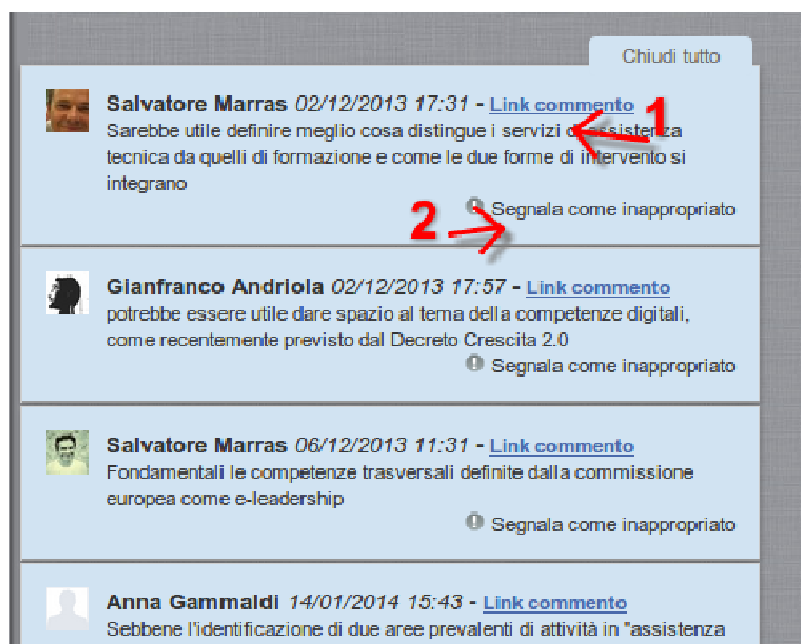 Chiudi tutto
Salvatore Marras 02/12/2013 17:31 - Link commento
1
Sarebbe utile definire meglio cosa distingue i servizi di assistenza
tecnica da quelli di formazione e come le due forme di intervento si
integrano
Segnala come inappropriato
2
Gianfranco Andriola 02/12/2013 17:57 - Link commento
potrebbe essere utile dare spazio al tema della competenze digitali,
come recentemente previsto dal Decreto Crescita 2.0
Segnala come inappropriato
Salvatore Marras 06/12/2013 11:31 - Link commento
Fondamentali le competenze trasversali definite dalla commissione
europea come e-leadership
Segnala come inappropriato
Anna Gammaldi 14/01/2014 15:43 - Link commento
Sebbene l'identificazione di due aree prevalenti di attività in "assistenza